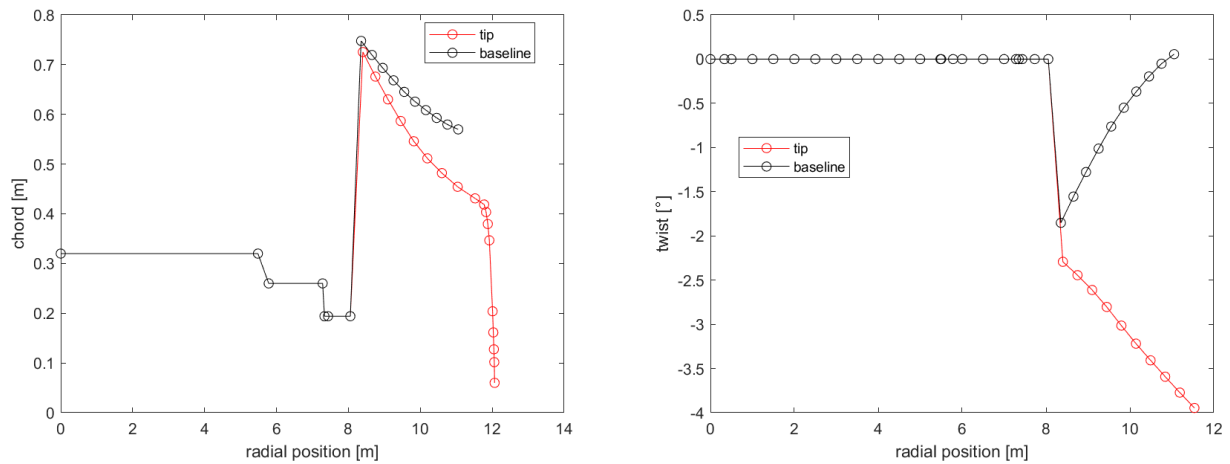 0.8
0.7
0.6
0.5
0.4
0.3
0.2
0.1
0
chord [m]
0 2 4 6 8 10 12 14
radial position [m]
tip
baseline
0.5
0
-0.5
-1
-1.5
-2
-2.5
-3
-3.5
-4
twist [°]
0 2 4 6 8 10 12
radial position [m]
tip
baseline